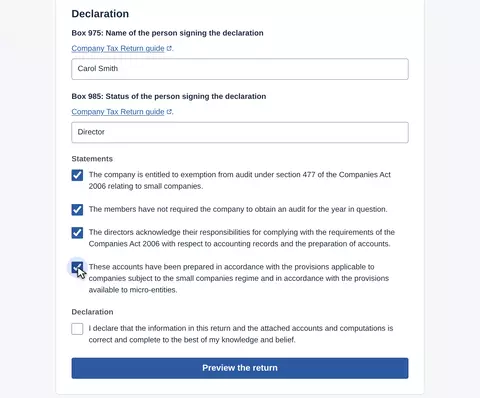 Declaration
Box 975: Name of the person signing the declaration
Company Tax Return guide.
Carol Smith
Box 985: Status of the person signing the declaration
Company Tax Return guide.
Director
Statements
The company is entitled to exemption from audit under section 477 of the Companies Act
2006 relating to small companies.
The members have not required the company to obtain an audit for the year in question.
The directors acknowledge their responsibilities for complying with the requirements of the
Companies Act 2006 with respect to accounting records and the preparation of accounts.
These accounts have been prepared in accordance with the provisions applicable to
companies subject to the small companies regime and in accordance with the provisions
available to micro-entities.
Declaration
I declare that the information in this return and the attached accounts and computations is
correct and complete to the best of my knowledge and belief.
Preview the return